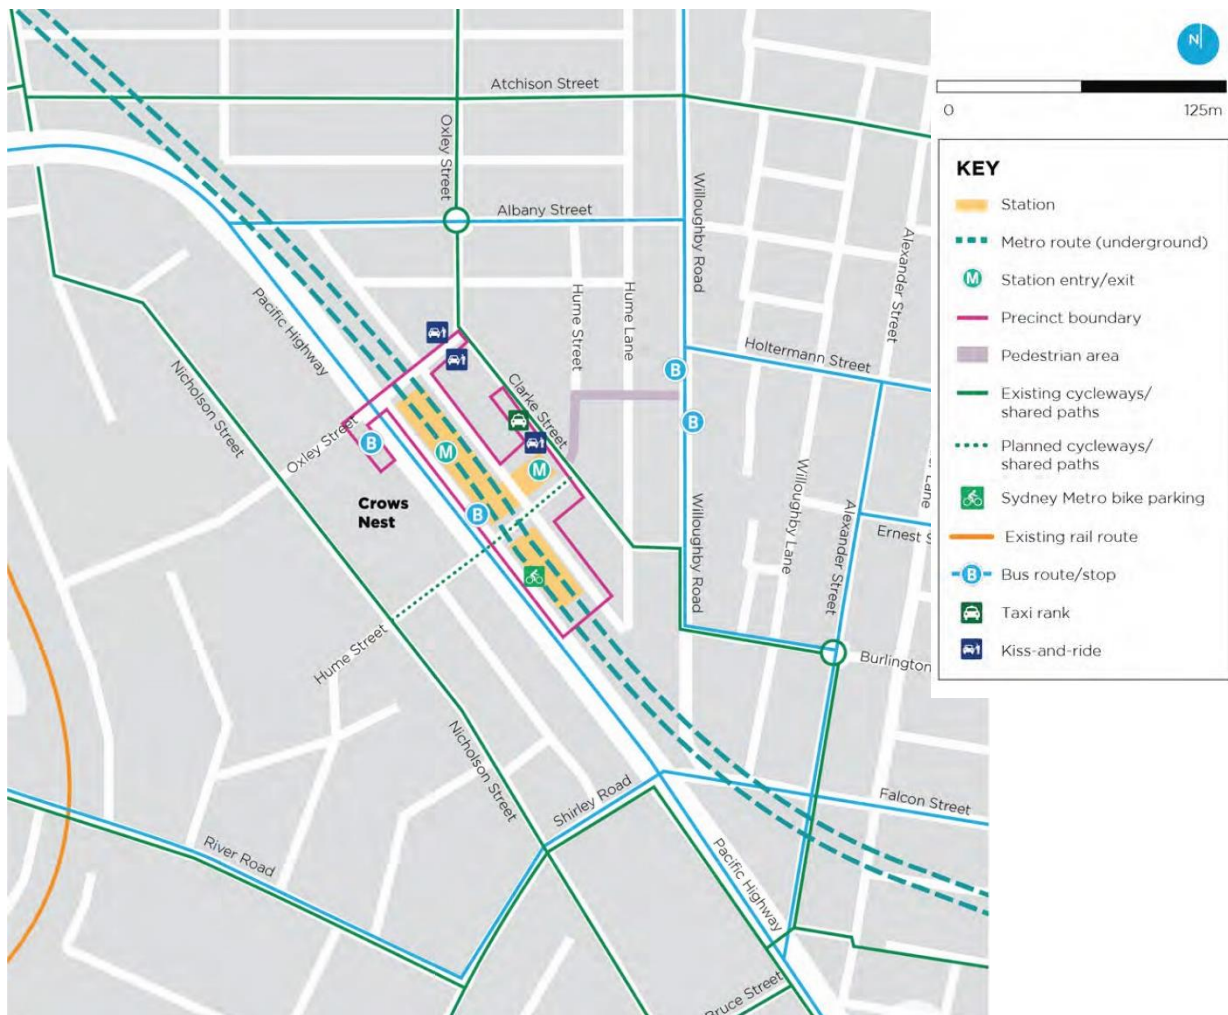 N
0 125m
KEY
Station
Metro route (underground)
M Station entry/exit
Precinct boundary
Pedestrian area
Existing cycleways/
shared paths
Planned cycleways/
shared paths
Sydney Metro bike parking
Existing rail route
B Bus route/stop
Taxi rank
Kiss-and-ride
Atchison Street
Oxley Street
Albany Street
Willoughby Road
Alexander Street
Pacific Highway
Hume Street
Hume Lane
Holtermann Street
B
Nicholson Street
Clarke Street
Oxley Street
B
M
M
B
B
Crows
Nest
Willoughby Road
Willoughby Lane
Alexander Street
Lane
Ernest S
Hume Street
Burlington
Nicholson Street
Shirley Road
Falcon Street
River Road
Pacific Highway
Bruce Street